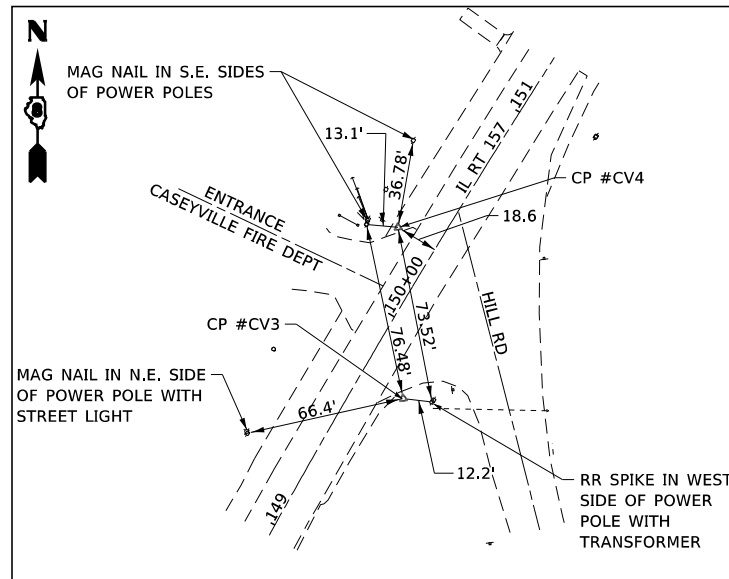 N
MAG NAIL IN S.E. SIDES
OF POWER POLES
13.1'
36.78'
151
IL RT 157
CP #CV4
18.6
ENTRANCE
CASEYVILLE FIRE DEPT
150+00
73.52'
76.48'
HILL RD
CP #CV3
MAG NAIL IN N.E. SIDE
OF POWER POLE WITH
STREET LIGHT
66.4'
12.2'
149
RR SPIKE IN WEST
SIDE OF POWER
POLE WITH
TRANSFORMER